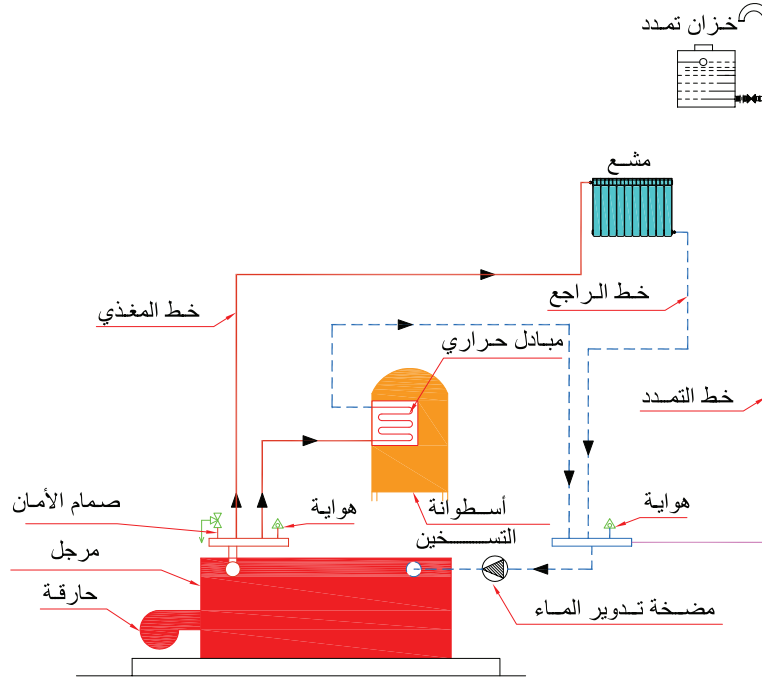 خزان تمدد
مشع
خط الراجع
خط المغذي
مبادل حراري
خط التمدد
صمام الأمان
هواية
أسطوانة
التسخين
هواية
مرجل
حارقة
مضخة تدوير الماء